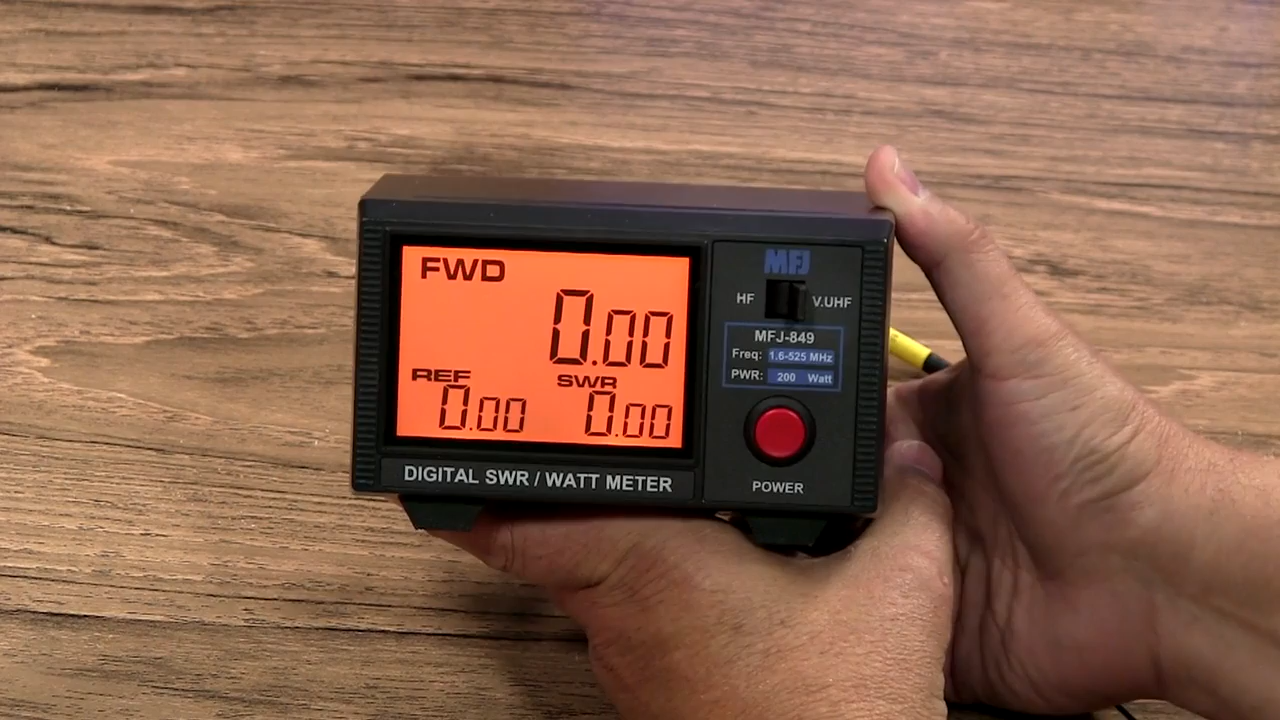 FWD
0.00
REF SWR
0.00 0.00
DIGITAL SWR / WATT METER
MFJ
HF V.UHF
MFJ-849
Freq: 1.6-525 MHz
PWR: 200 Watt
POWER